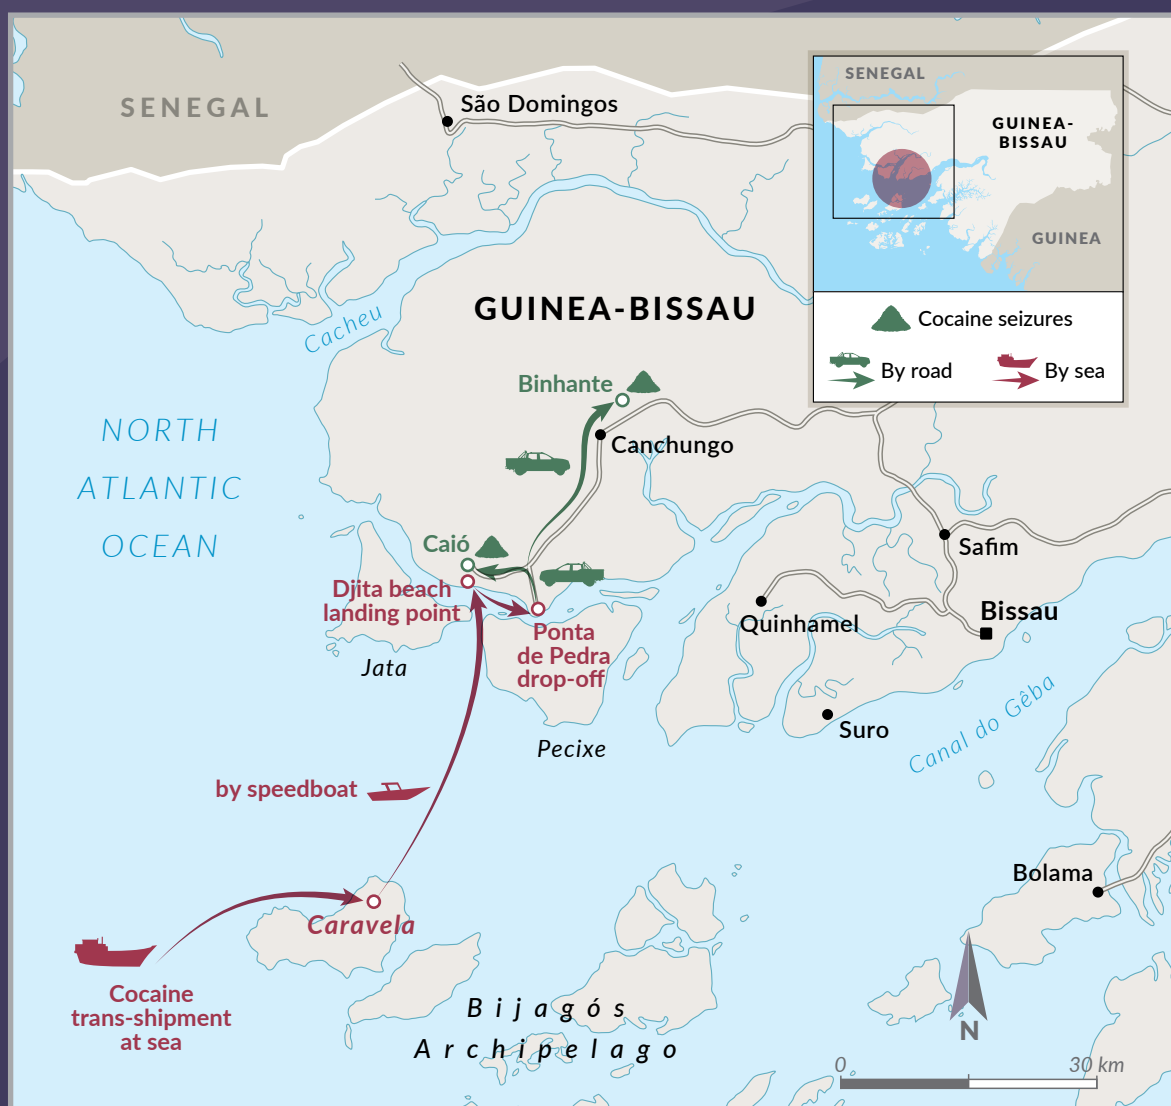 SENEGAL
São Domingos
SENEGAL
GUINEA-
BISSAU
GUINEA
Cocaine seizures
By road
By sea
GUINEA-BISSAU
Cacheu
NORTH
ATLANTIC
OCEAN
Binhante
Canchungo
Caió
Djita beach
landing point
Ponta
de Pedra
drop-off
Safim
Bissau
Quinhamel
Jata
Pecixe
Suro
Canal do Gêba
by speedboat
Bolama
Caravela
Cocaine
trans-shipment
at sea
Bijagós
Archipelago
N
0
30 km